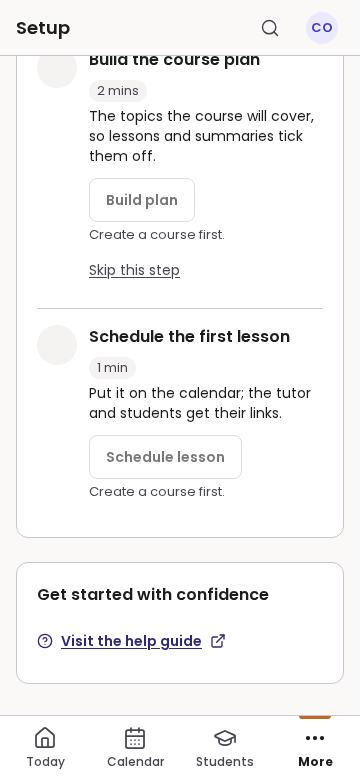 Setup
CO
Build the course plan
2 mins
The topics the course will cover,
so lessons and summaries tick
them off.
Build plan
Create a course first.
Skip this step
Schedule the first lesson
1 min
Put it on the calendar; the tutor
and students get their links.
Schedule lesson
Create a course first.
Get started with confidence
Visit the help guide
Today
Calendar
Students
More